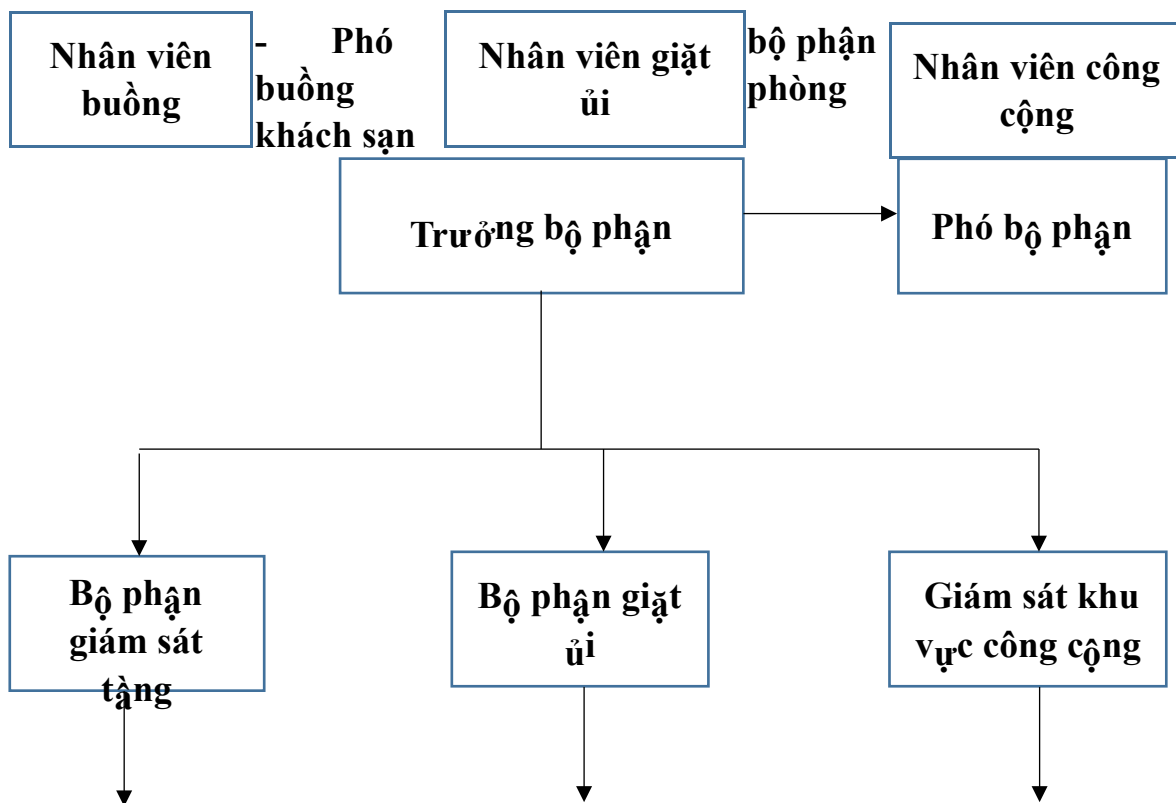 Nhân viên
buồng
- Phó
buồng
khách sạn
Nhân viên giặt
ủi
bộ phận
phòng
Nhân viên công
cộng
Trưởng bộ phận
Phó bộ phận
Bộ phận
giám sát
tầng
Bộ phận giặt
ủi
Giám sát khu
vực công cộng